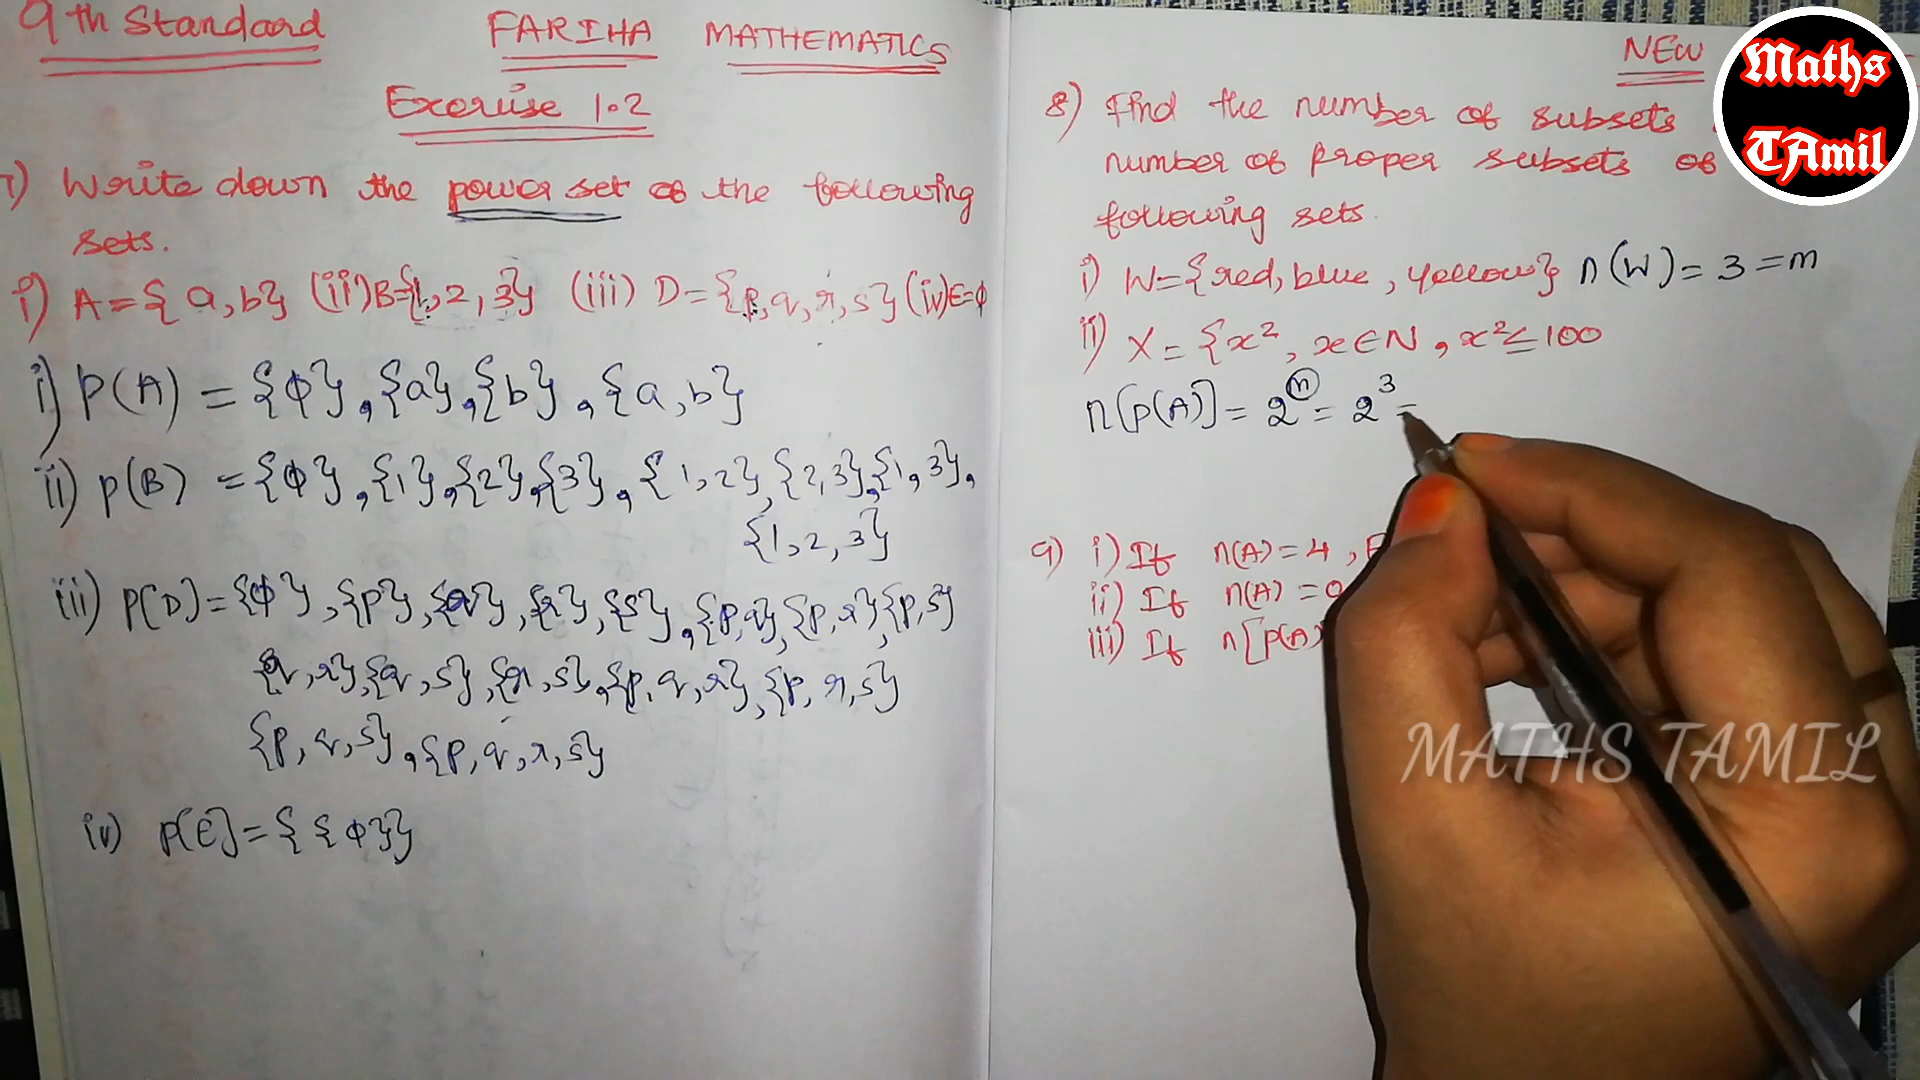 9th Standard
FARIHA MATHEMATICS
Exercise 1.2
7) Write down the power set of the following
sets.
i) A = {a, b} (ii) B={1, 2, 3} (iii) D = {p, q, r, s} (iv) E=ϕ
i) P(A) = {ϕ}, {a}, {b}, {a, b}
ii) P(B) = {ϕ}, {1}, {2}, {3}, {1, 2}, {2, 3}, {1, 3},
{1, 2, 3}
iii) P[D] = {ϕ}, {p}, {q}, {r}, {s}, {p, q}, {p, r}, {p, s}
{q, r}, {q, s}, {r, s}, {p, q, r}, {p, r, s}
{p, q, s}, {p, q, r, s}
iv) P[E] = { {ϕ}}
NEW
8) Find the number of subsets
number of proper subsets of
following sets.
i) W = {red, blue, yellow} n(W) = 3 = m
ii) X = {x², x∈N, x² ≤ 100
n[P(A)] = 2ᵐ = 2³ =
9) i) If n(A) = 4,
ii) If n(A) = 0
iii) If n[P(A)
Maths
TAmil
MATHS TAMIL